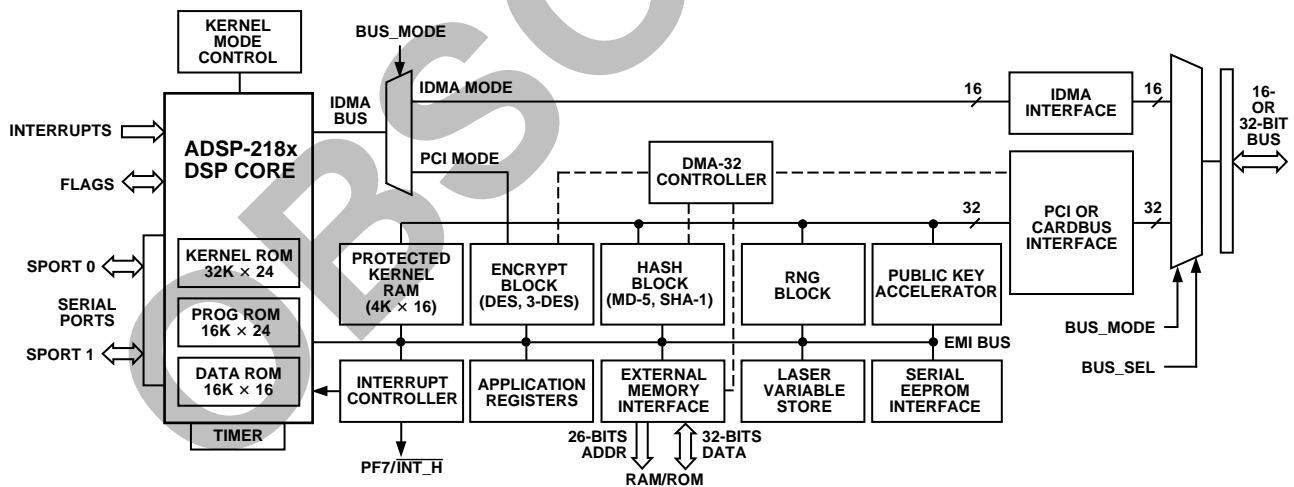 KERNEL
MODE
CONTROL
BUS_MODE
IDMA MODE
16
IDMA
INTERFACE
16
16-
OR
32-BIT
BUS
IDMA
BUS
INTERRUPTS
ADSP-218x
DSP CORE
PCI MODE
DMA-32
CONTROLLER
FLAGS
32
PCI OR
CARDBUS
INTERFACE
32
SPORT 0
KERNEL ROM
32K × 24
PROTECTED
KERNEL
RAM
(4K × 16)
ENCRYPT
BLOCK
(DES, 3-DES)
HASH
BLOCK
(MD-5, SHA-1)
RNG
BLOCK
PUBLIC KEY
ACCELERATOR
SERIAL
PORTS
PROG ROM
16K × 24
BUS_MODE
EMI BUS
SPORT 1
BUS_SEL
DATA ROM
16K × 16
INTERRUPT
CONTROLLER
APPLICATION
REGISTERS
EXTERNAL
MEMORY
INTERFACE
LASER
VARIABLE
STORE
SERIAL
EEPROM
INTERFACE
TIMER
26-BITS
ADDR
32-BITS
DATA
PF7/INT_H
RAM/ROM